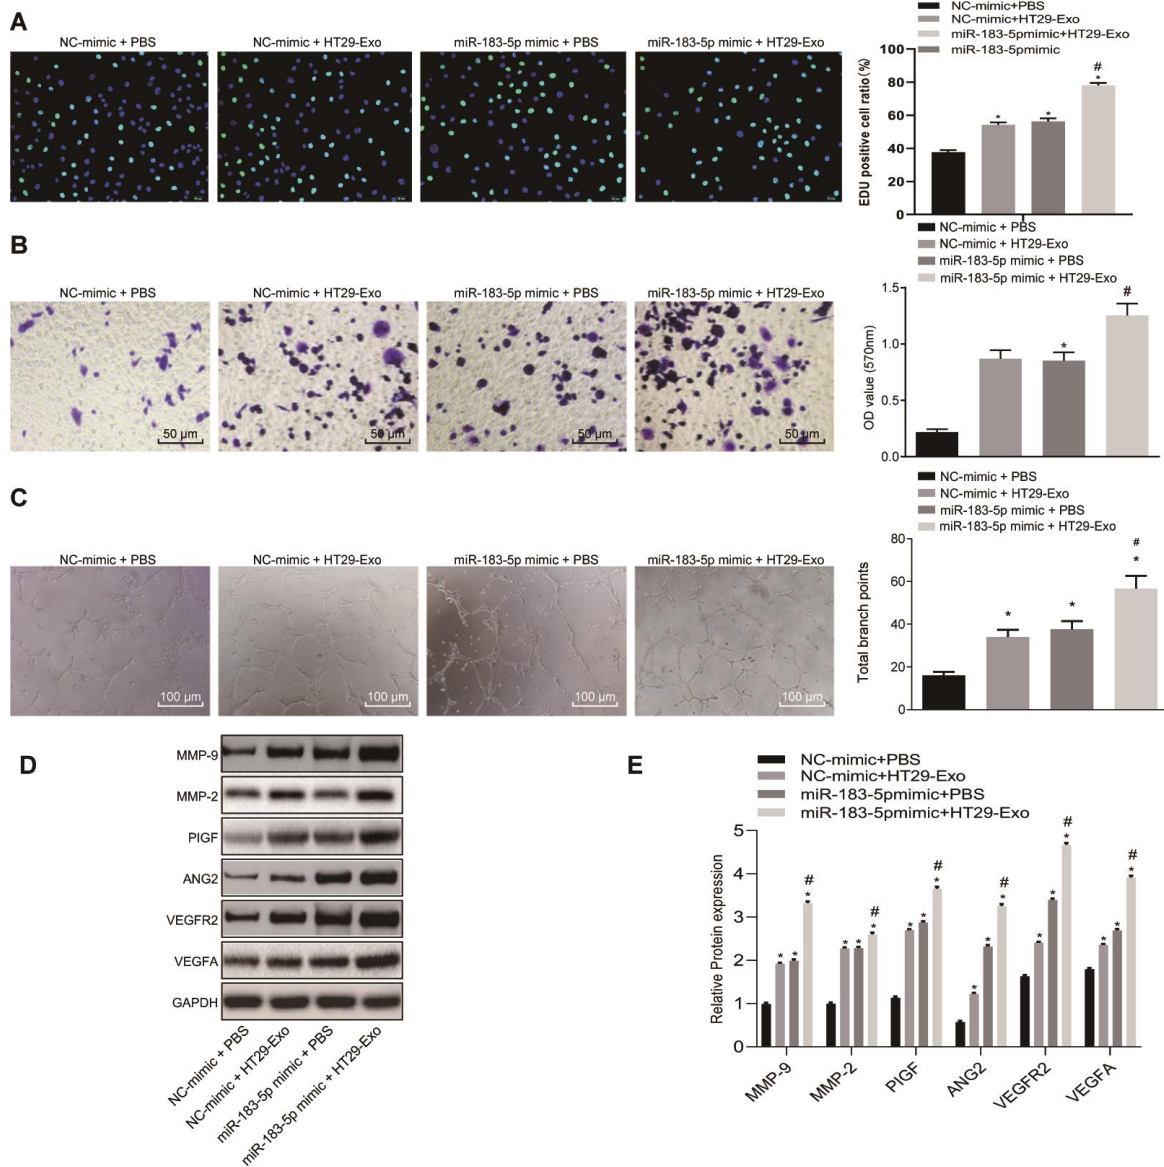 A
NC-mimic + PBS
NC-mimic + HT29-Exo
miR-183-5p mimic + PBS
miR-183-5p mimic + HT29-Exo
NC-mimic+PBS
NC-mimic+HT29-Exo
miR-183-5pmimic+HT29-Exo
miR-183-5pmimic
EDU positive cell ratio(%)
100
80
60
40
20
0
*
*
#
*
B
NC-mimic + PBS
NC-mimic + HT29-Exo
miR-183-5p mimic + PBS
miR-183-5p mimic + HT29-Exo
50 μm
50 μm
50 μm
50 μm
NC-mimic + PBS
NC-mimic + HT29-Exo
miR-183-5p mimic + PBS
miR-183-5p mimic + HT29-Exo
OD value (570nm)
1.5
1.0
0.5
0.0
*
#
C
NC-mimic + PBS
NC-mimic + HT29-Exo
miR-183-5p mimic + PBS
miR-183-5p mimic + HT29-Exo
100 μm
100 μm
100 μm
100 μm
NC-mimic + PBS
NC-mimic + HT29-Exo
miR-183-5p mimic + PBS
miR-183-5p mimic + HT29-Exo
Total branch points
80
60
40
20
0
*
*
#
*
D
MMP-9
MMP-2
PIGF
ANG2
VEGFR2
VEGFA
GAPDH
NC-mimic + PBS
NC-mimic + HT29-Exo
miR-183-5p mimic + PBS
miR-183-5p mimic + HT29-Exo
E
NC-mimic+PBS
NC-mimic+HT29-Exo
miR-183-5pmimic+PBS
miR-183-5pmimic+HT29-Exo
Relative Protein expression
5
4
3
2
1
0
* * * #
* * * #
* * * #
* * * #
* * * #
* * * #
MMP-9
MMP-2
PIGF
ANG2
VEGFR2
VEGFA